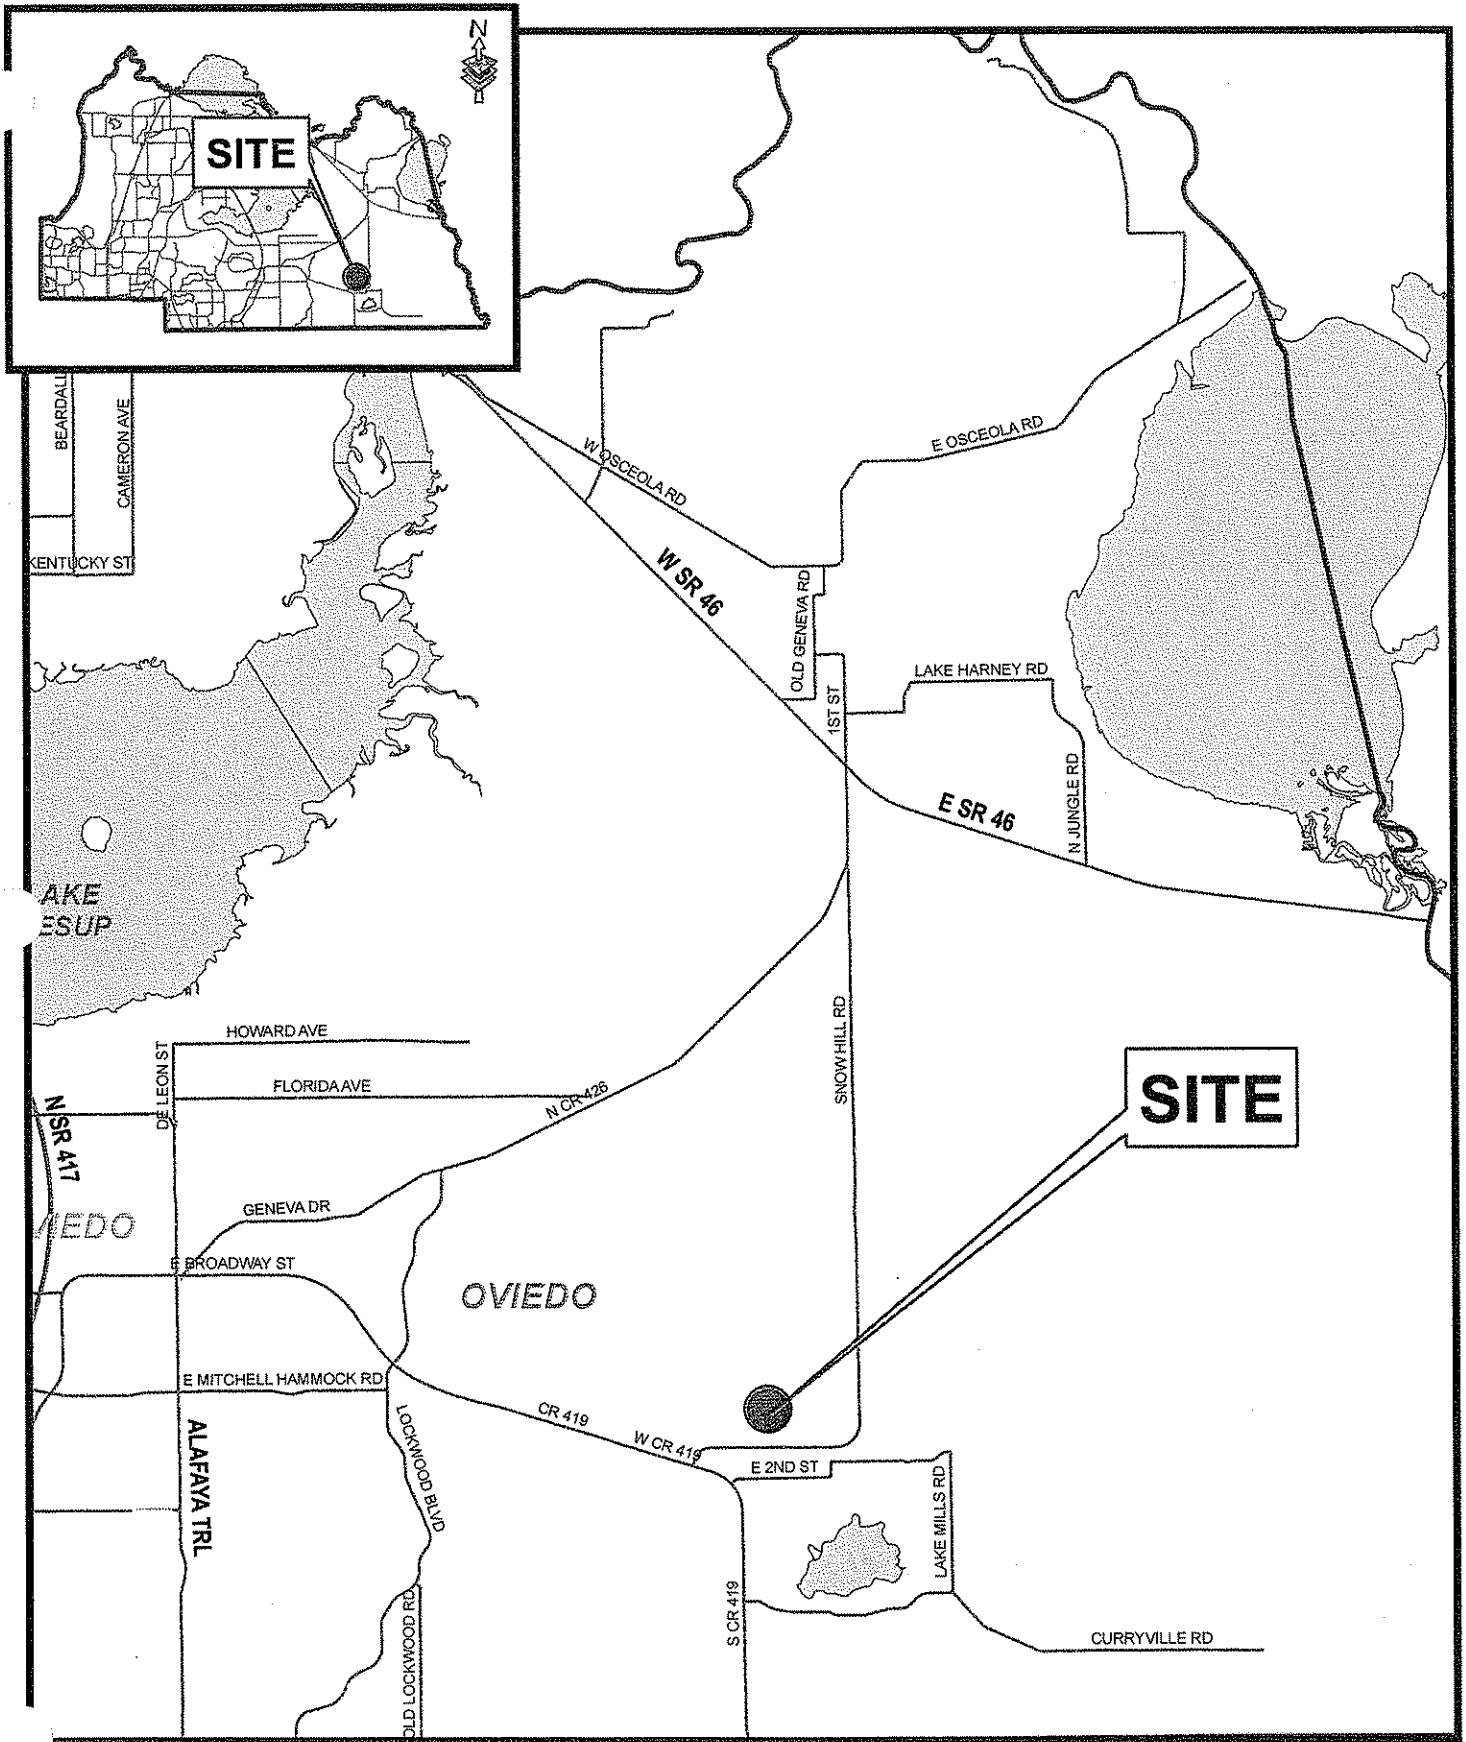 N
SITE
BEARDALL
CAMERON AVE
KENTUCKY ST
W OSCEOLA RD
E OSCEOLA RD
W SR 46
OLD GENEVA RD
1ST ST
LAKE HARNEY RD
N JUNGLE RD
E SR 46
AKE
ESUP
HOWARD AVE
DE LEON ST
FLORIDA AVE
N CR 426
SNOW HILL RD
SITE
N SR 417
IEDO
GENEVA DR
E BROADWAY ST
OVIEDO
E MITCHELL HAMMOCK RD
CR 419
W CR 419
E 2ND ST
ALAFAYA TRL
LOCKWOOD BLVD
LAKE MILLS RD
OLD LOCKWOOD RD
S CR 419
CURRYVILLE RD